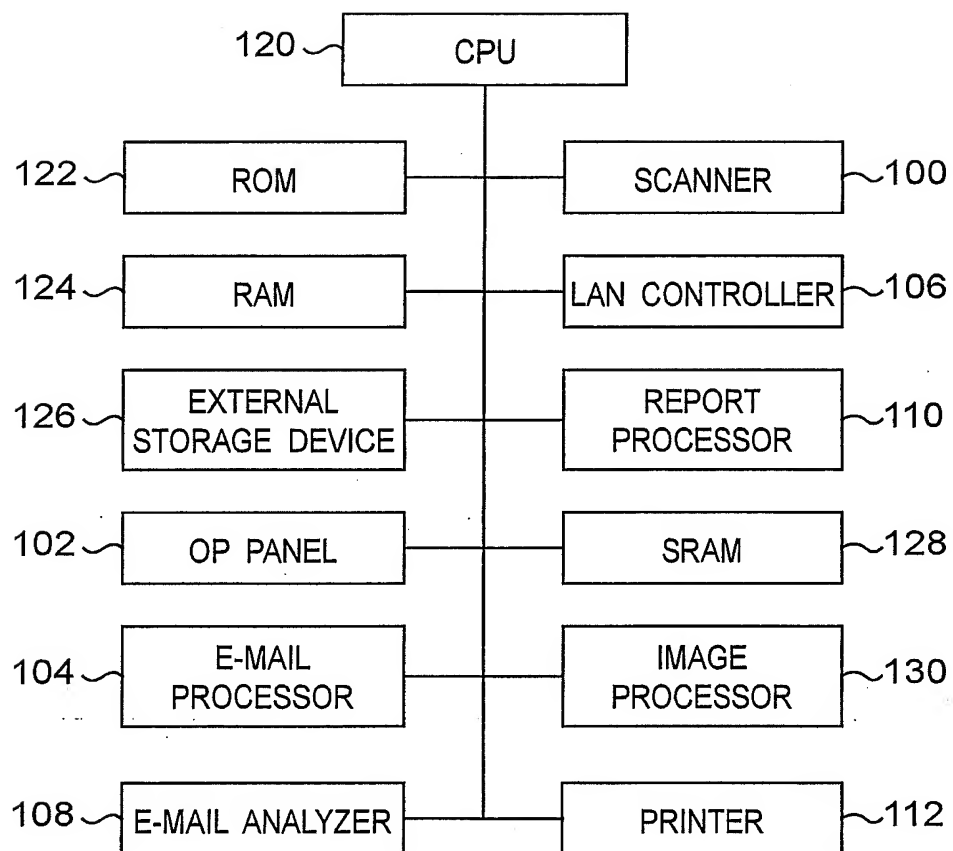 120 CPU
122 ROM SCANNER 100
124 RAM LAN CONTROLLER 106
126 EXTERNAL STORAGE DEVICE REPORT PROCESSOR 110
102 OP PANEL SRAM 128
104 E-MAIL PROCESSOR IMAGE PROCESSOR 130
108 E-MAIL ANALYZER PRINTER 112